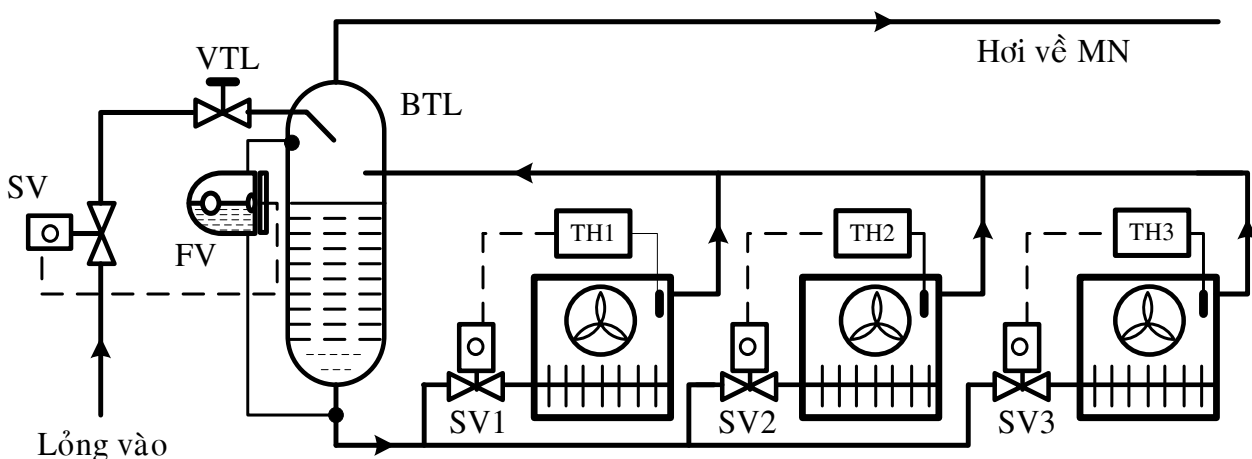 Hơi về MN
VTL
BTL
SV
FV
TH1
TH2
TH3
SV1
SV2
SV3
Lỏng vào